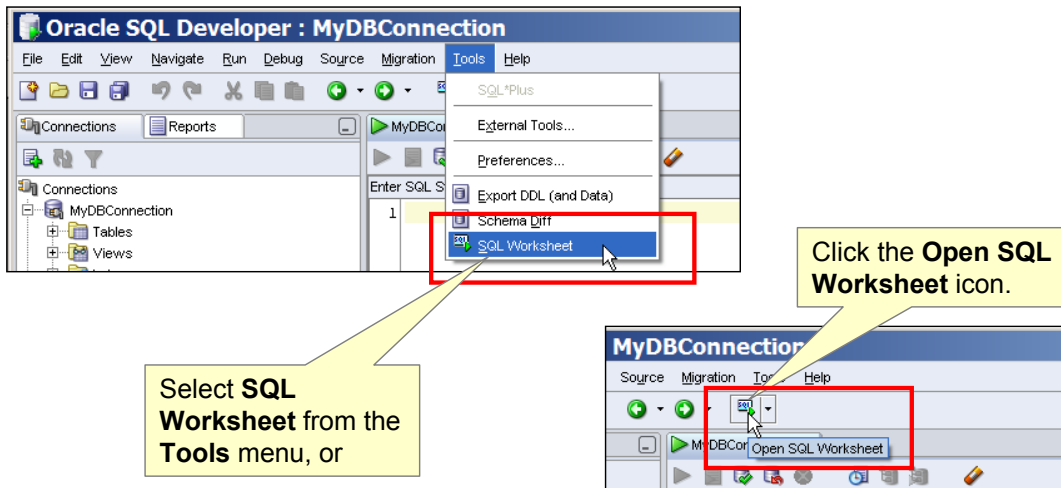 Oracle SQL Developer : MyDBConnection
File Edit View Navigate Run Debug Source Migration Tools Help
SQL*Plus
Connections Reports
MyDBCo
External Tools...
Preferences...
Connections
Enter SQL S
Export DDL (and Data)
MyDBConnection
1
Schema Diff
Tables
SQL Worksheet
Views
Click the Open SQL
Worksheet icon.
MyDBConnection
Source Migration Tools Help
Select SQL
Worksheet from the
Tools menu, or
MyDBCor
Open SQL Worksheet